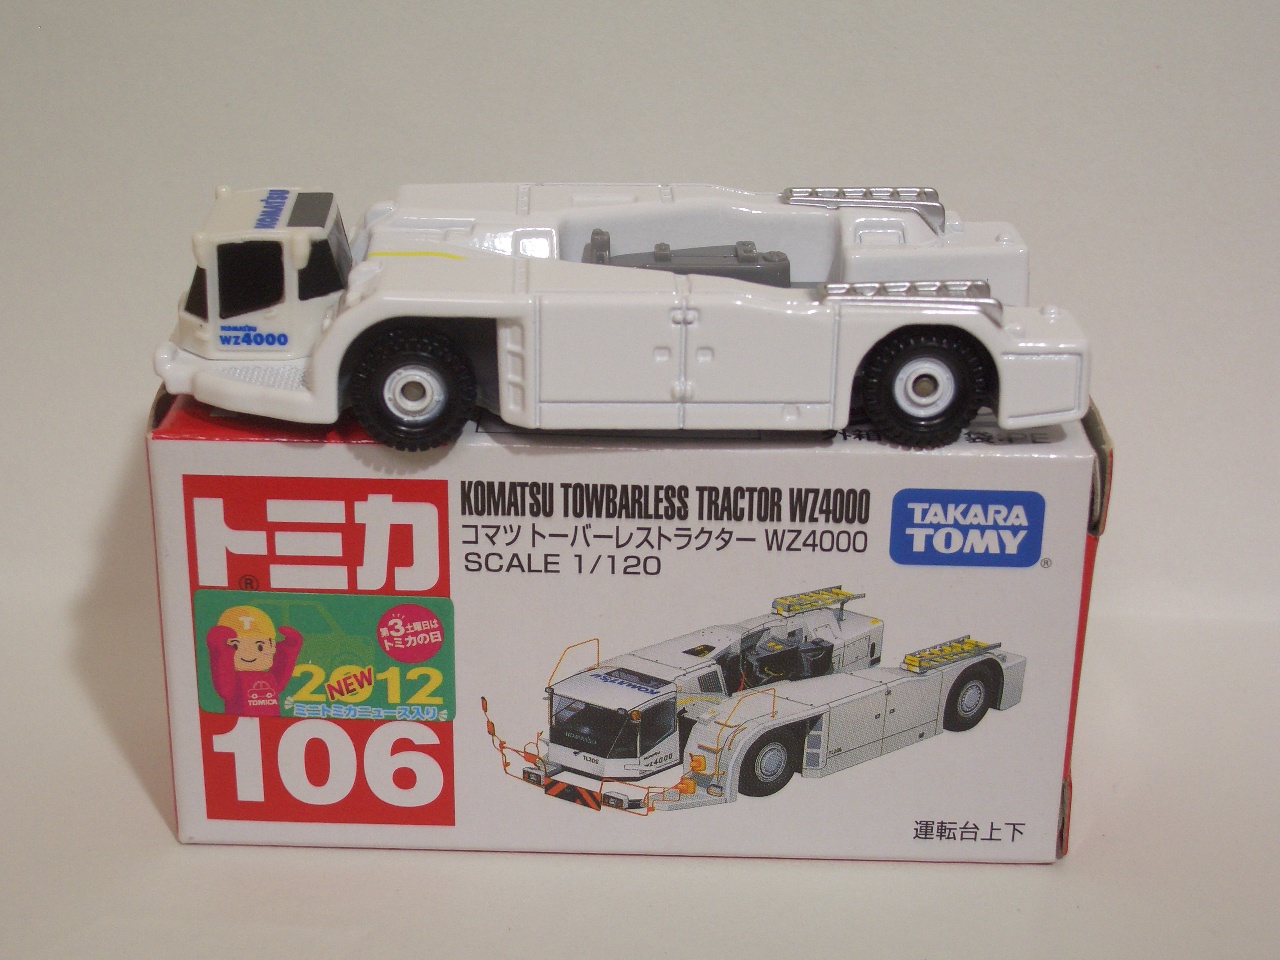 KOMATSU
KOMATSU
WZ4000
KOMATSU TOWBARLESS TRACTOR WZ4000
コマツ トーバーレストラクター WZ4000
SCALE 1/120
TAKARA
TOMY
®
トミカ
®
第3土曜日は
トミカの日
T
2012
NEW
TOMICA
ミニトミカニュース入り
106
KOMATSU
TL306
WZ4000
運転台上下